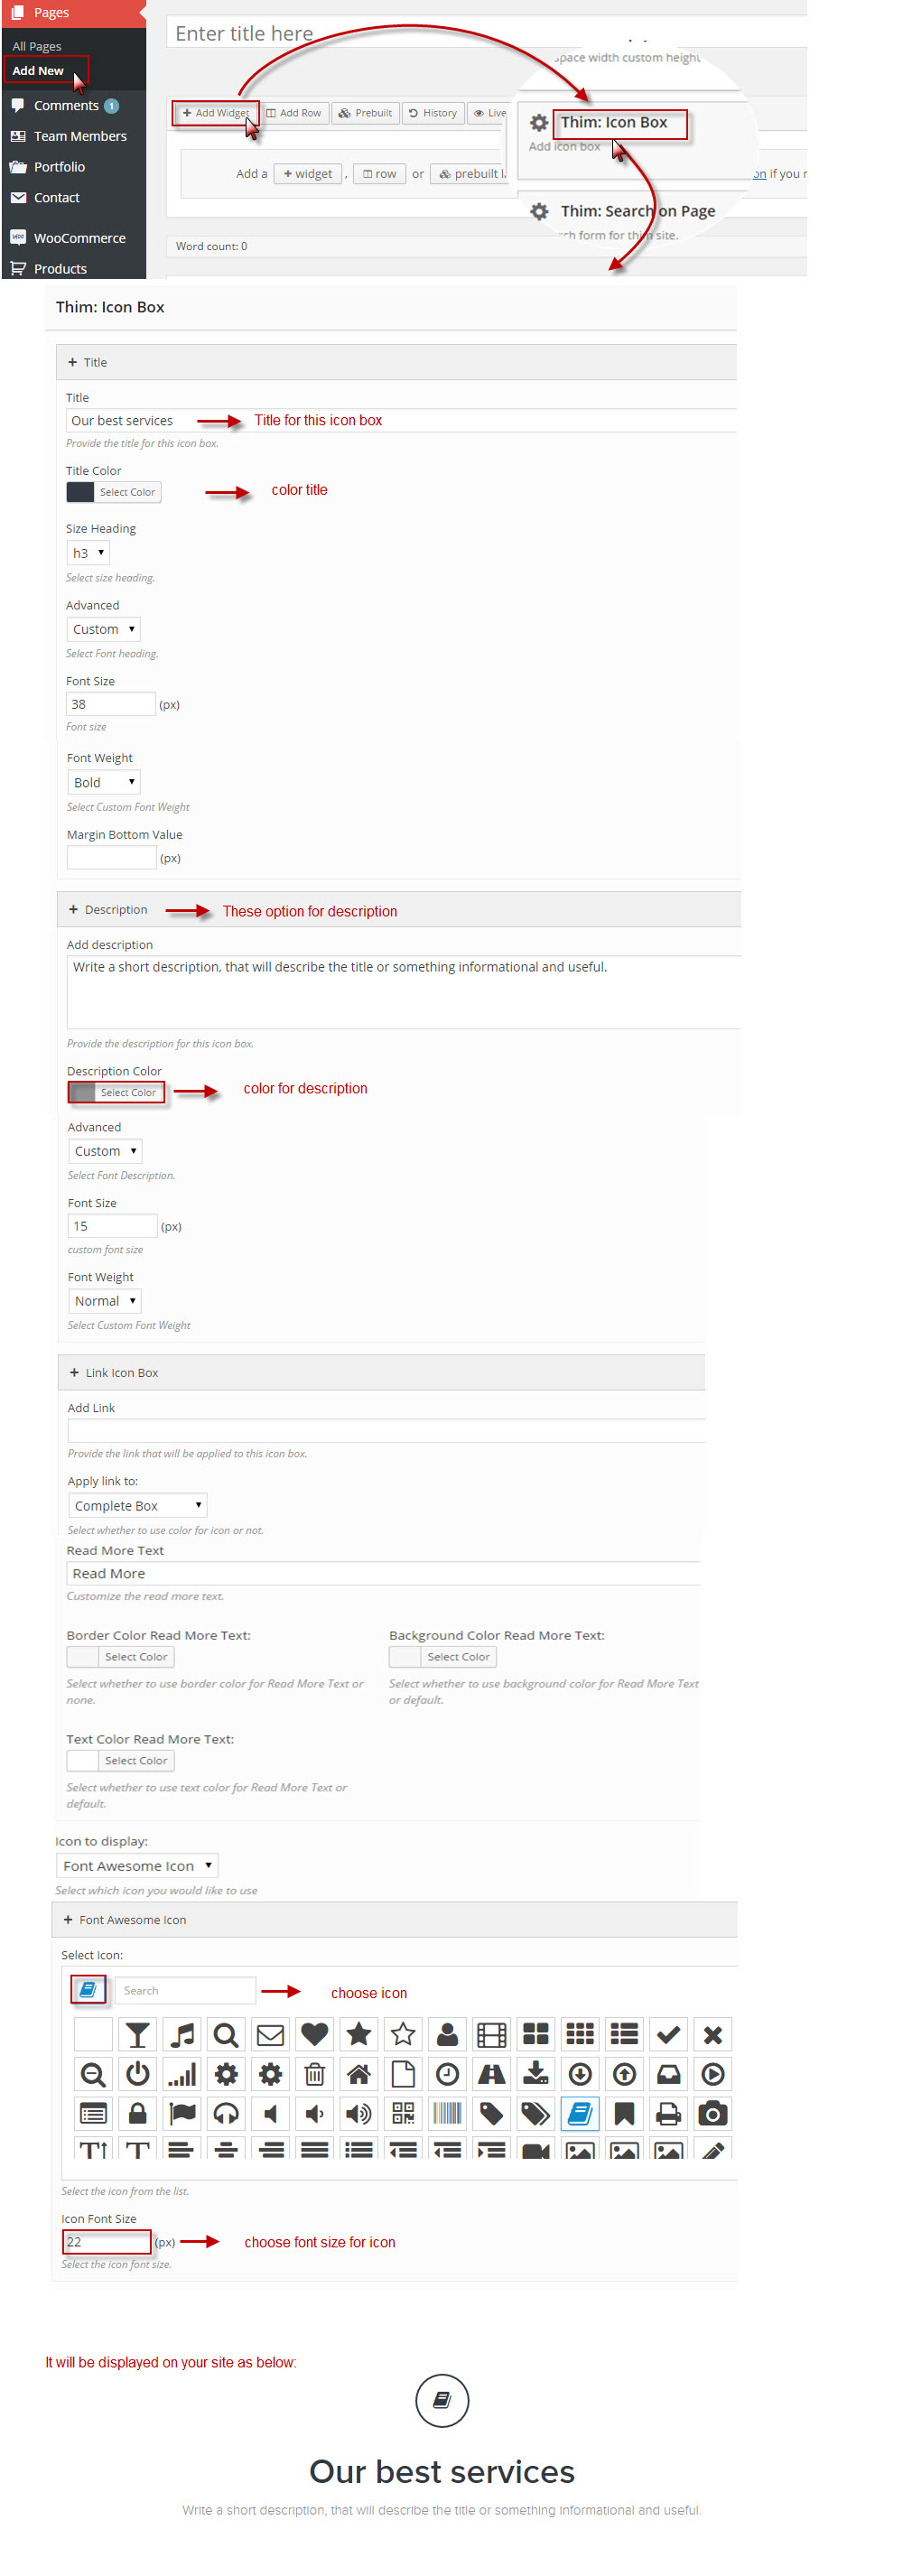 Pages
Enter title here
All Pages
Add New
space width custom height
Comments 1
Add Widget Add Row Prebuilt History Live
Thim: Icon Box
Team Members
Add icon box
Portfolio
Add a widget , row or prebuilt l on if you
Contact
Thim: Search on Page
WooCommerce
rch form for thim site.
Word count: 0
Products
Thim: Icon Box
+ Title
Title
Our best services Title for this icon box
Provide the title for this icon box.
Title Color
Select Color color title
Size Heading
h3
Select size heading.
Advanced
Custom
Select Font heading.
Font Size
38 (px)
Font size
Font Weight
Bold
Select Custom Font Weight
Margin Bottom Value
(px)
+ Description These option for description
Add description
Write a short description, that will describe the title or something informational and useful.
Provide the description for this icon box.
Description Color
Select Color color for description
Advanced
Custom
Select Font Description.
Font Size
15 (px)
custom font size
Font Weight
Normal
Select Custom Font Weight
+ Link Icon Box
Add Link
Provide the link that will be applied to this icon box.
Apply link to:
Complete Box
Select whether to use color for icon or not.
Read More Text
Read More
Customize the read more text.
Border Color Read More Text: Background Color Read More Text:
Select Color Select Color
Select whether to use border color for Read More Text or Select whether to use background color for Read More Text
none. or default.
Text Color Read More Text:
Select Color
Select whether to use text color for Read More Text or
default.
Icon to display:
Font Awesome Icon
Select which icon you would like to use
+ Font Awesome Icon
Select Icon:
Search choose icon
Select the icon from the list.
Icon Font Size
22 (px) choose font size for icon
Select the icon font size.
It will be displayed on your site as below:
Our best services
Write a short description, that will describe the title or something informational and useful.